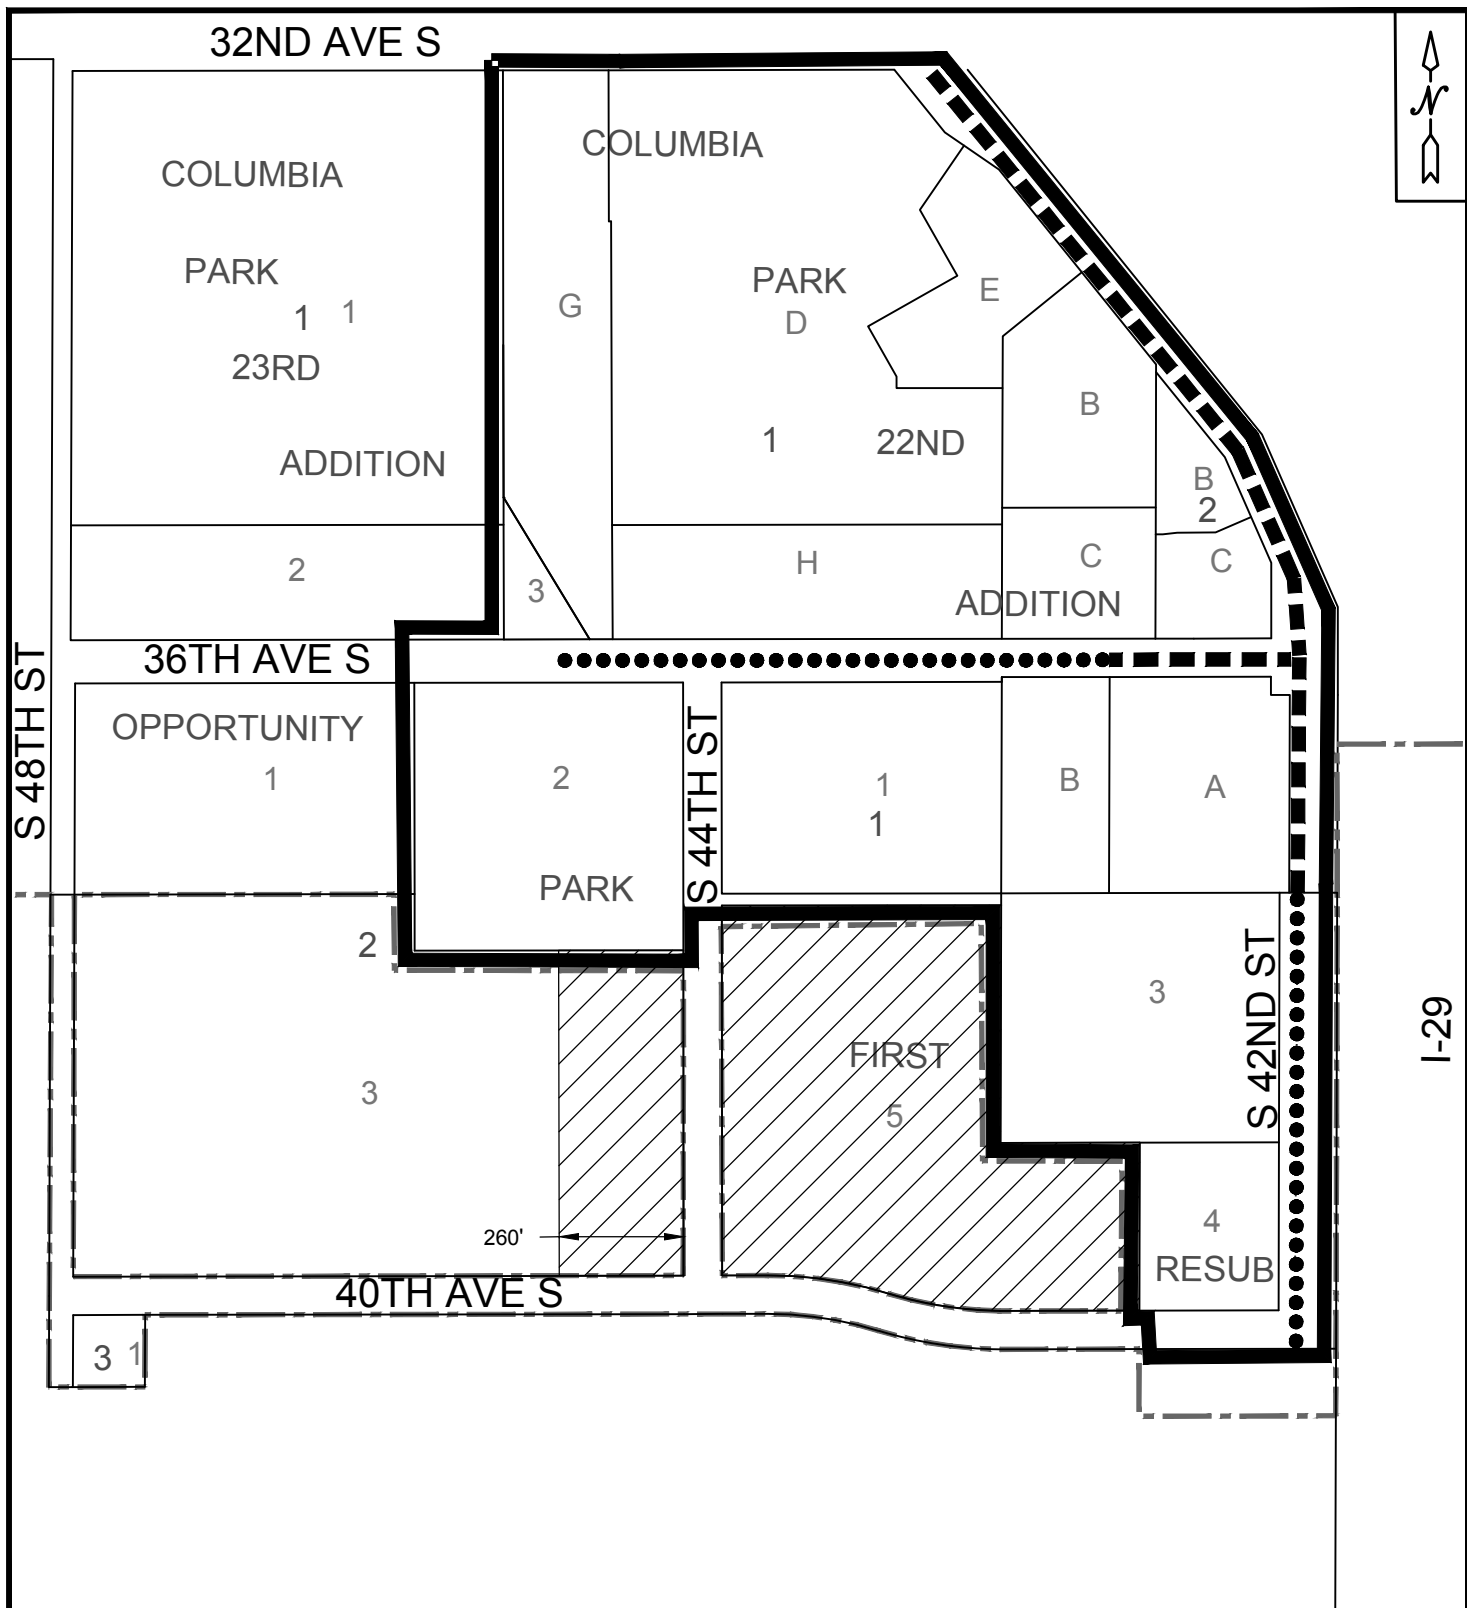 32ND AVE S
N
COLUMBIA
COLUMBIA
PARK
1 1
23RD
ADDITION
G
PARK
D
E
1
22ND
B
B
2
2
3
H
C
C
ADDITION
S 48TH ST
36TH AVE S
OPPORTUNITY
1
2
PARK
S 44TH ST
1
1
B
A
2
3
FIRST
5
3
S 42ND ST
I-29
260'
4
RESUB
40TH AVE S
3 1